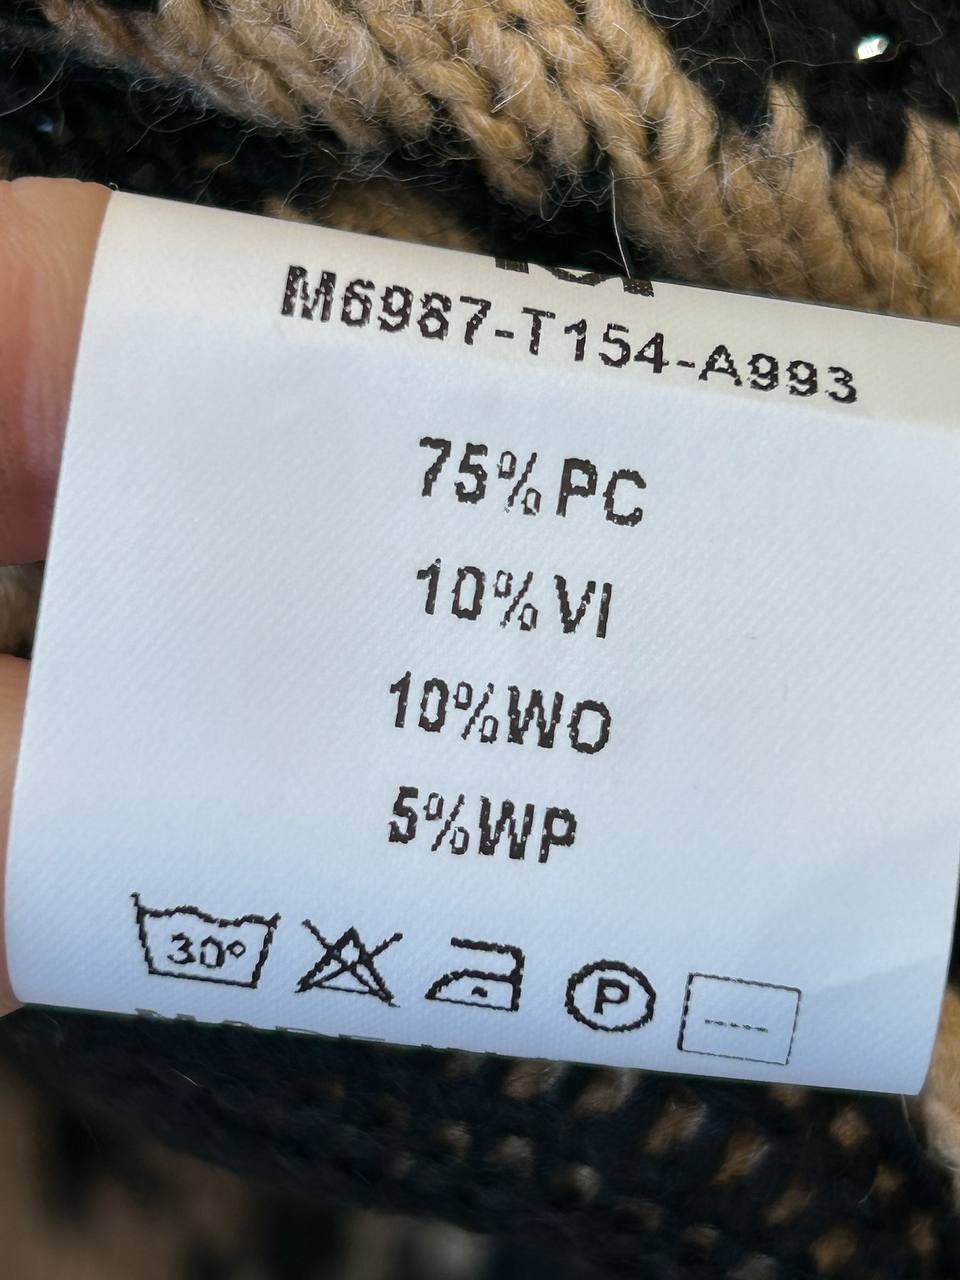 M6987-T154-A993
75% PC
10% VI
10% WO
5% WP
30°
P